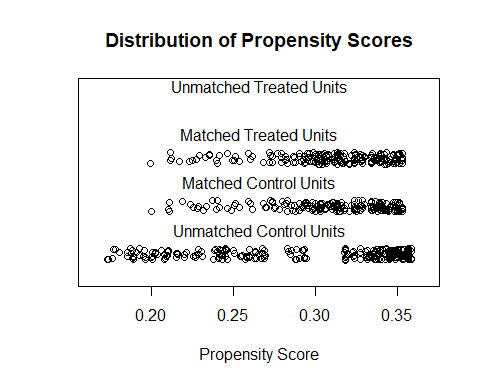 Distribution of Propensity Scores
Unmatched Treated Units
Matched Treated Units
Matched Control Units
Unmatched Control Units
0.20 0.25 0.30 0.35
Propensity Score